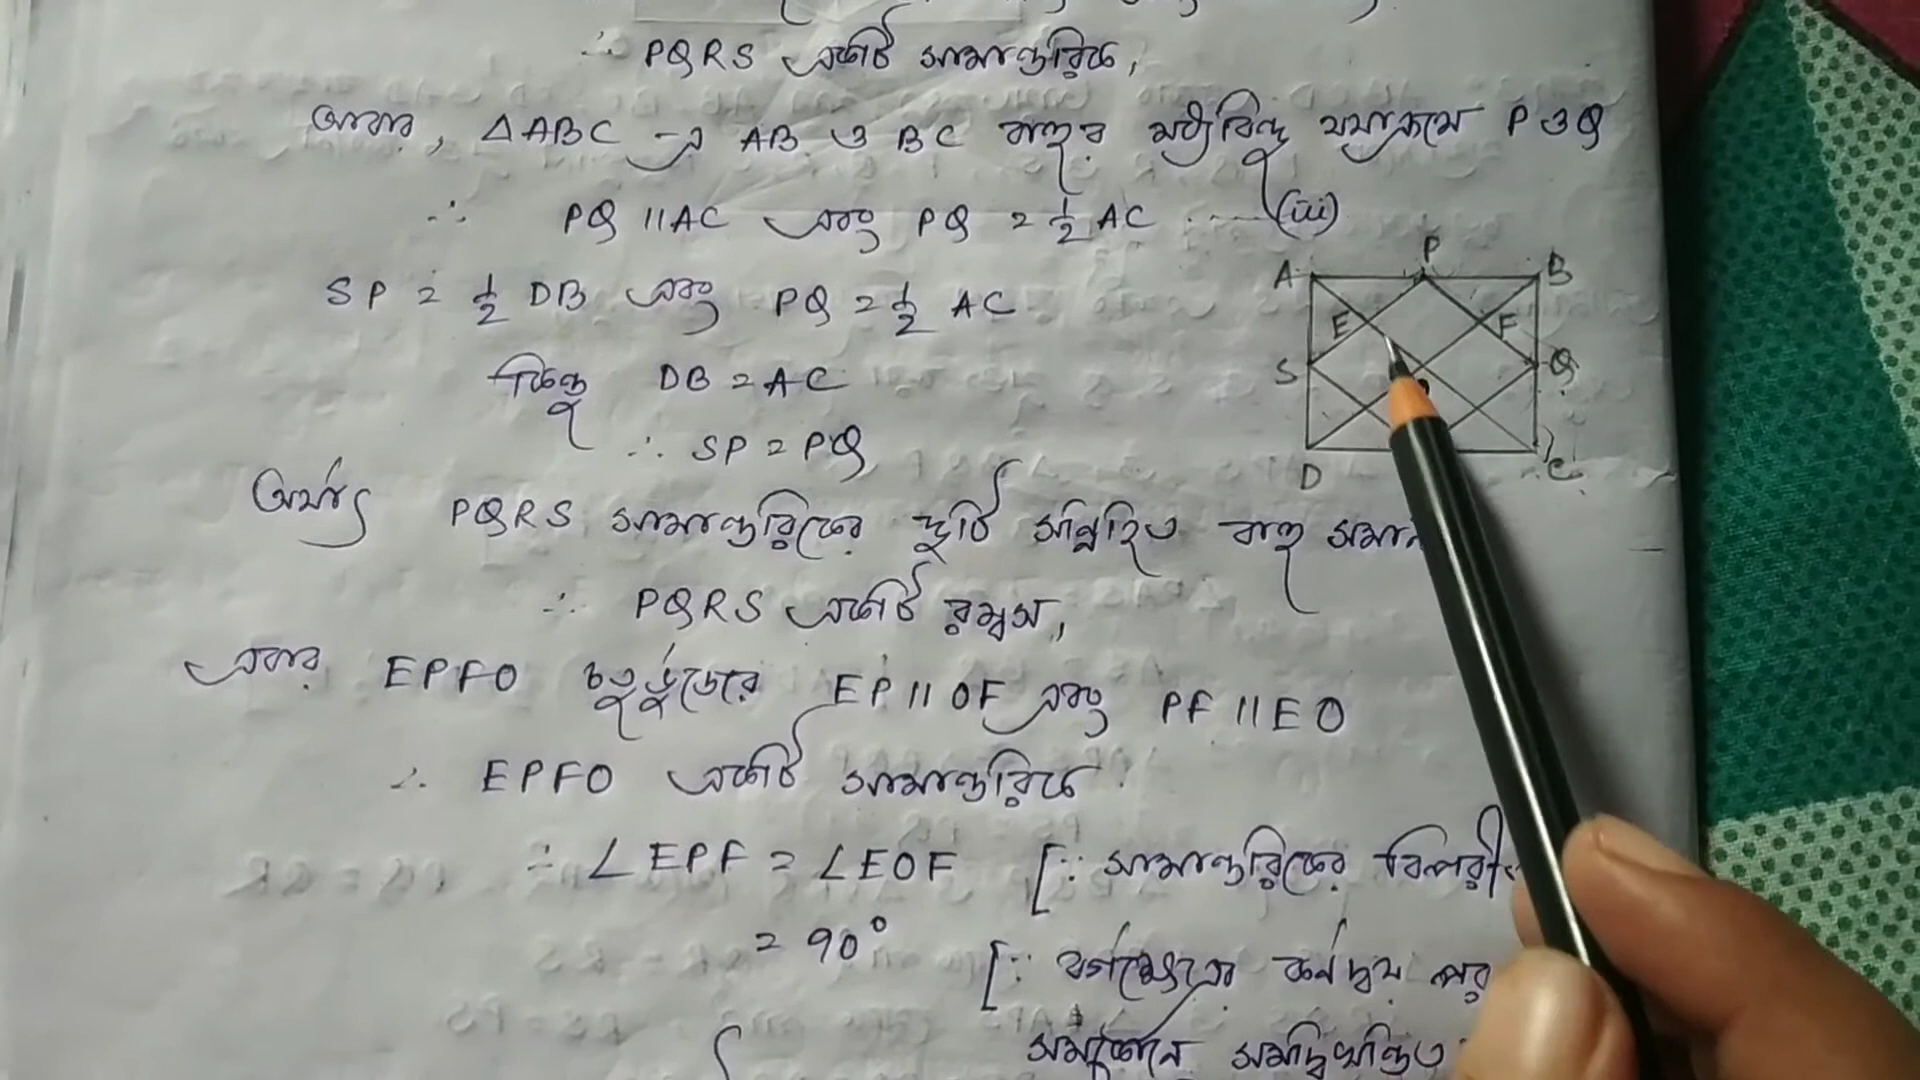 ∴ PQRS একটি সামান্তরিক,
আবার, ΔABC -এ AB ও BC বাহুর মধ্যবিন্দু যথাক্রমে P ও Q
∴ PQ || AC এবং PQ = ½ AC ------ (iii)
SP = ½ DB এবং PQ = ½ AC
কিন্তু DB = AC
∴ SP = PQ
অর্থাৎ PQRS সামান্তরিকের দুটি সন্নিহিত বাহু সমান
∴ PQRS একটি রম্বস,
এবার EPFO চতুর্ভুজের EP || OF এবং PF || EO
∴ EPFO একটি সামান্তরিক
∴ ∠EPF = ∠EOF [∵ সামান্তরিকের বিপরী
= 90° [∵ বর্গক্ষেত্রের কর্ণদ্বয় পর
সমকোণে সমদ্বিখন্ডিত
A P B
E F
S Q
D C